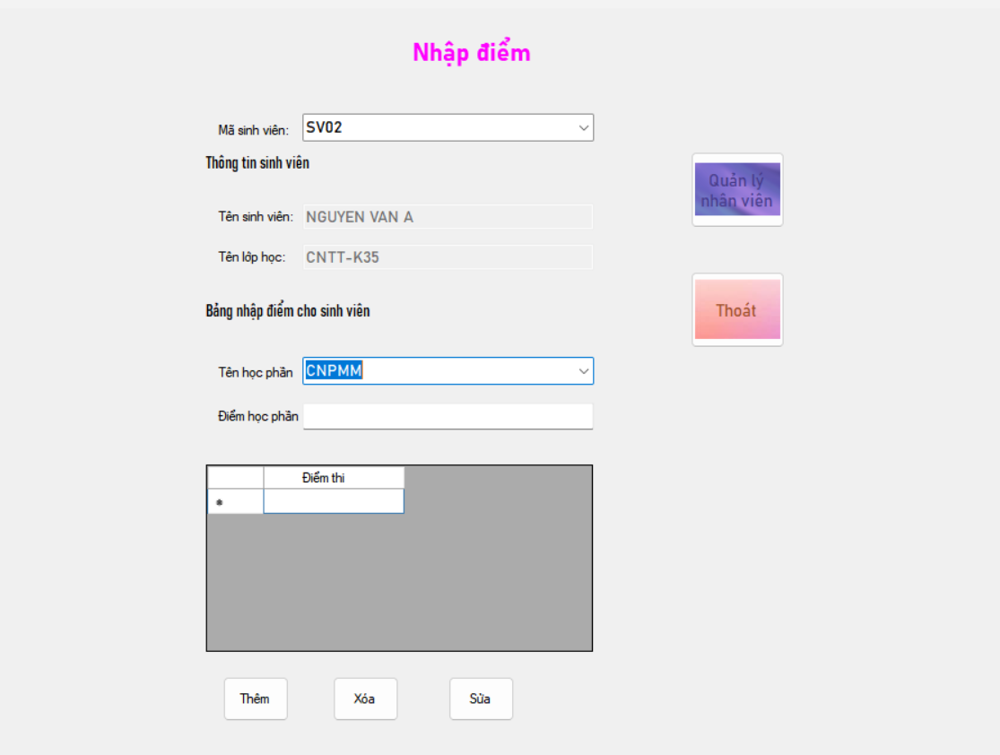 Nhập điểm
Mã sinh viên: SV02
Thông tin sinh viên
Quản lý
nhân viên
Tên sinh viên: NGUYEN VAN A
Tên lớp học: CNTT-K35
Bảng nhập điểm cho sinh viên
Thoát
Tên học phần CNPMM
Điểm học phần
Điểm thi
*
Thêm Xóa Sửa